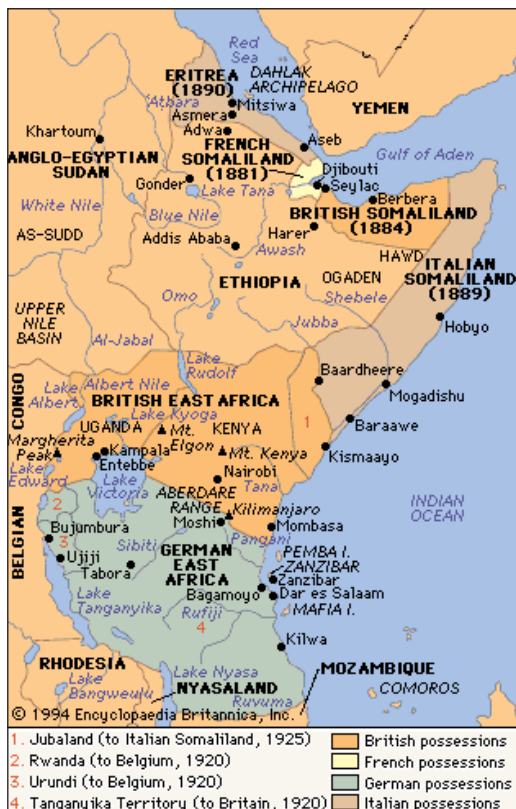 Red
Sea
DAHLAK
ARCHIPELAGO
ERITREA
(1890)
YEMEN
Atbara
Mitsiwa
Asmera
Adwa
Khartoum
Aseb
FRENCH
SOMALILAND
(1881)
Gulf of Aden
ANGLO-EGYPTIAN
SUDAN
Djibouti
Seylac
Gonder
Lake Tana
Berbera
White Nile
Blue Nile
BRITISH SOMALILAND
(1884)
AS-SUDD
Addis Ababa
Harer
Awash
HAWD
ITALIAN
SOMALILAND
(1889)
OGADEN
ETHIOPIA
Shebele
Omo
UPPER
NILE
BASIN
Jubba
Hobyo
Al-Jabal
Lake
Rudolf
Baardheere
Lake
Albert
Albert Nile
Mogadishu
BRITISH EAST AFRICA
Lake Kyoga
1
UGANDA
KENYA
Baraawe
Margherita
Peak
Mt.
Elgon
Kampala
Mt. Kenya
Kismaayo
Entebbe
Lake
Edward
Nairobi
Lake
Victoria
Tana
ABERDARE
RANGE
INDIAN
OCEAN
BELGIAN CONGO
2
Kilimanjaro
Moshi
Mombasa
Bujumbura
3
Pangani
Sibiti
GERMAN
EAST
AFRICA
PEMBA I.
Ujiji
ZANZIBAR
Tabora
Zanzibar
Bagamoyo
Dar es Salaam
Lake
Tanganyika
MAFIA I.
Rufiji
4
Kilwa
RHODESIA
Lake
Bangweulu
Lake Nyasa
MOZAMBIQUE
NYASALAND
COMOROS
Ruvuma
© 1994 Encyclopaedia Britannica, Inc.
1. Jubaland (to Italian Somaliland, 1925)
2. Rwanda (to Belgium, 1920)
3. Urundi (to Belgium, 1920)
4. Tanganyika Territory (to Britain, 1920)
British possessions
French possessions
German possessions
Italian possessions